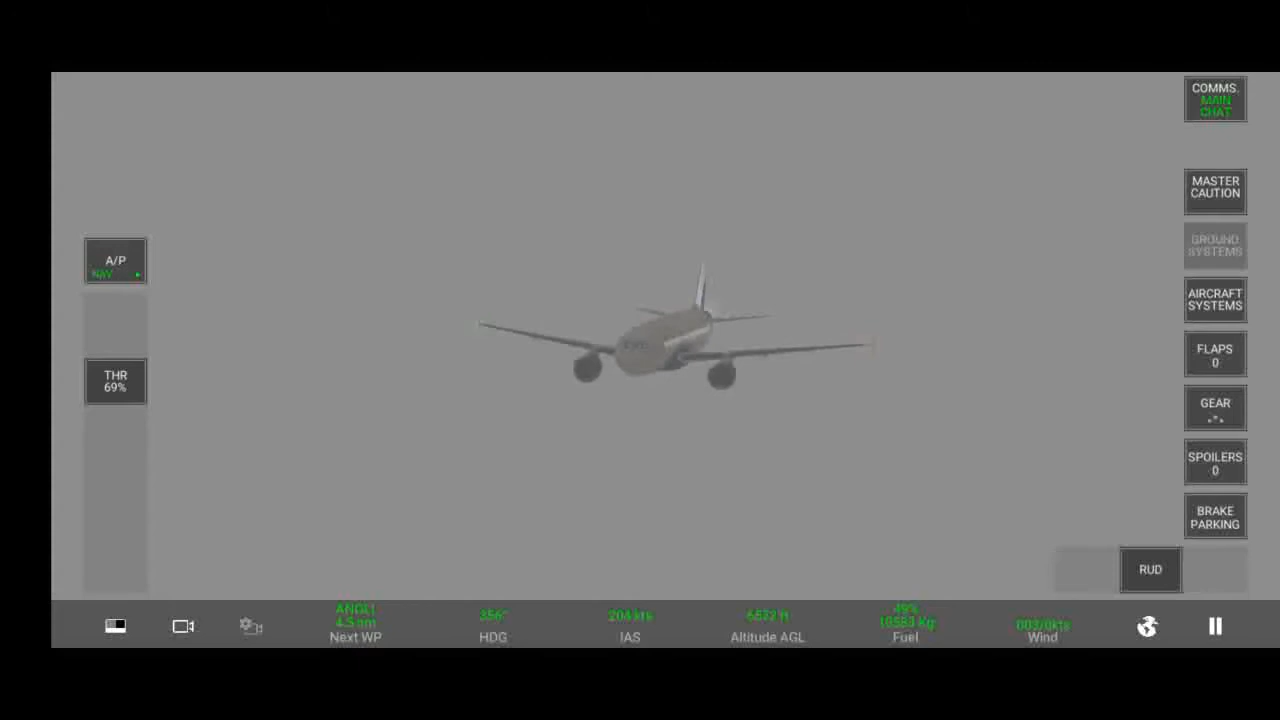 COMMS.
MAIN
CHAT
MASTER
CAUTION
GROUND
SYSTEMS
A/P
NAV
AIRCRAFT
SYSTEMS
FLAPS
0
THR
69%
GEAR
SPOILERS
0
BRAKE
PARKING
RUD
4.5 nm
Next WP
356°
HDG
204 kts
IAS
Altitude AGL
49%
Fuel
Wind